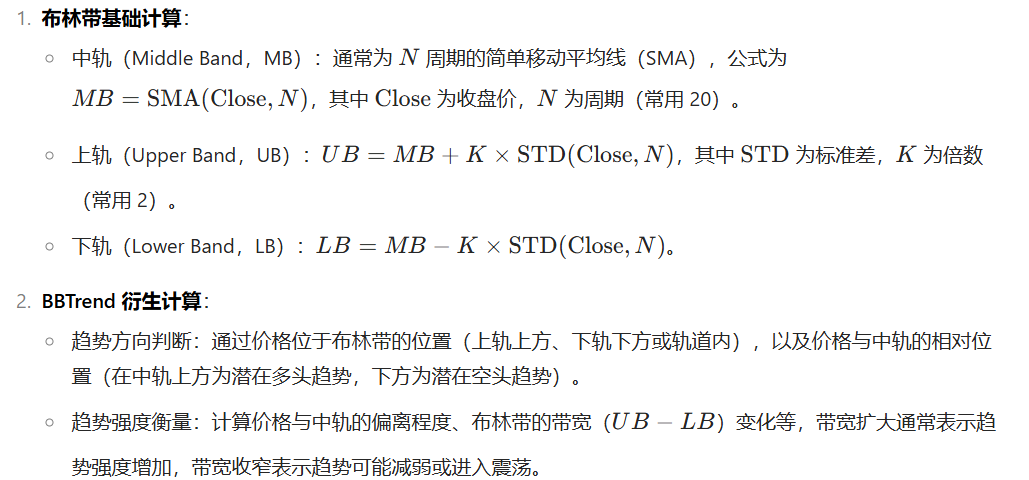 1. 布林带基础计算：
○ 中轨（Middle Band，MB）：通常为 N 周期的简单移动平均线（SMA），公式为
MB = SMA(Close, N)，其中 Close 为收盘价，N 为周期（常用 20）。
○ 上轨（Upper Band，UB）：UB = MB + K × STD(Close, N)，其中 STD 为标准差，K 为倍数
（常用 2）。
○ 下轨（Lower Band，LB）：LB = MB − K × STD(Close, N)。
2. BBTrend 衍生计算：
○ 趋势方向判断：通过价格位于布林带的位置（上轨上方、下轨下方或轨道内），以及价格与中轨的相对位
置（在中轨上方为潜在多头趋势，下方为潜在空头趋势）。
○ 趋势强度衡量：计算价格与中轨的偏离程度、布林带的带宽（UB − LB）变化等，带宽扩大通常表示趋
势强度增加，带宽收窄表示趋势可能减弱或进入震荡。